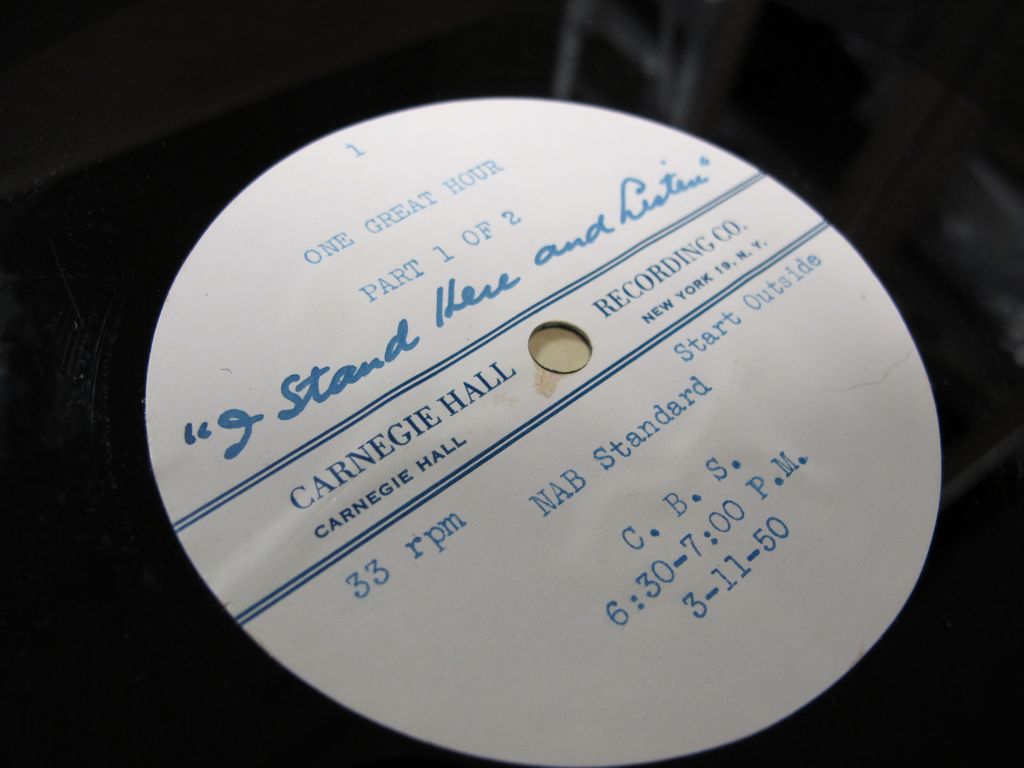 1
ONE GREAT HOUR
PART 1 OF 2
"I Stand Here and Listen"
CARNEGIE HALL RECORDING CO.
CARNEGIE HALL NEW YORK 19, N. Y.
33 rpm NAB Standard Start Outside
C. B. S.
6:30-7:00 P.M.
3-11-50